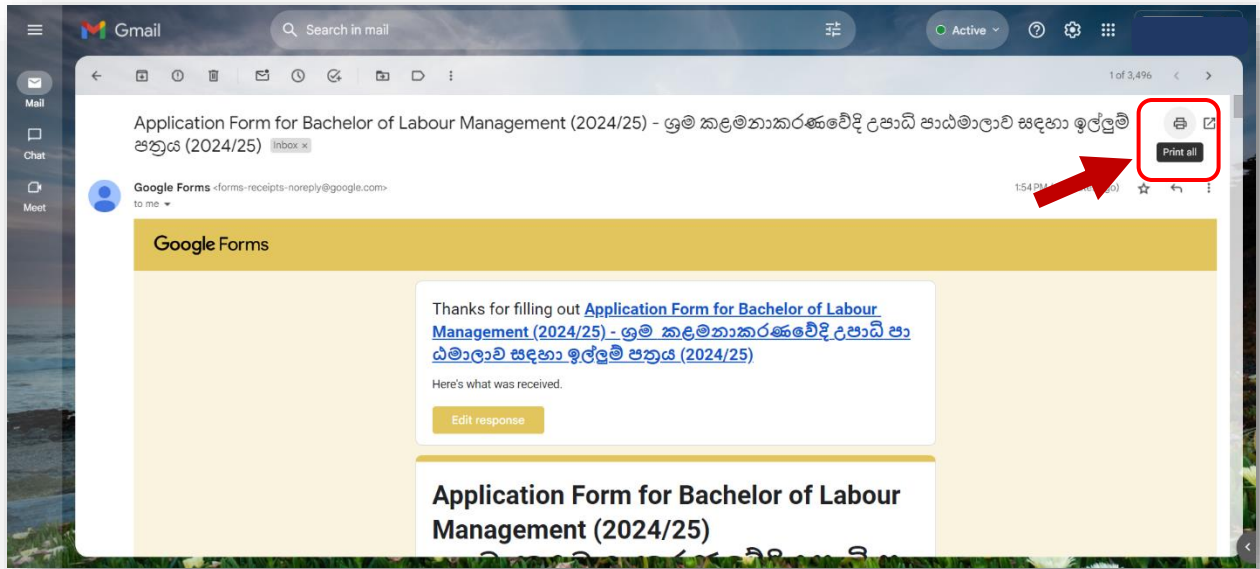 Gmail
Search in mail
Active
1 of 3,496
Mail
Chat
Meet
Application Form for Bachelor of Labour Management (2024/25) - ශ්‍රම කළමනාකරණවේදි උපාධි පාඨමාලාව සඳහා ඉල්ලුම්
පත්‍රය (2024/25) Inbox ×
Print all
Google Forms <forms-receipts-noreply@google.com>
1:54 PM
to me
Google Forms
Thanks for filling out Application Form for Bachelor of Labour
Management (2024/25) - ශ්‍රම කළමනාකරණවේදි උපාධි පා
ඨමාලාව සඳහා ඉල්ලුම් පත්‍රය (2024/25)
Here's what was received.
Edit response
Application Form for Bachelor of Labour
Management (2024/25)